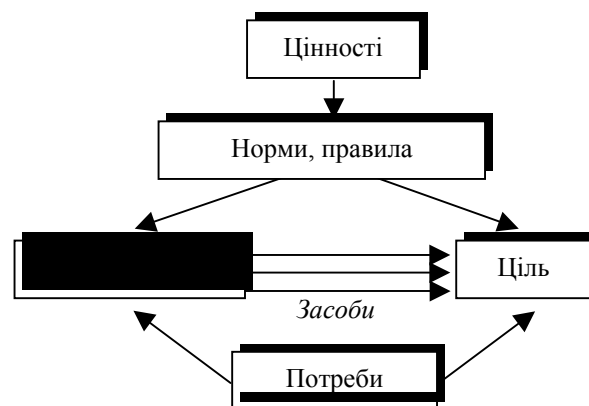 Цінності
Норми, правила
Ціль
Засоби
Потреби